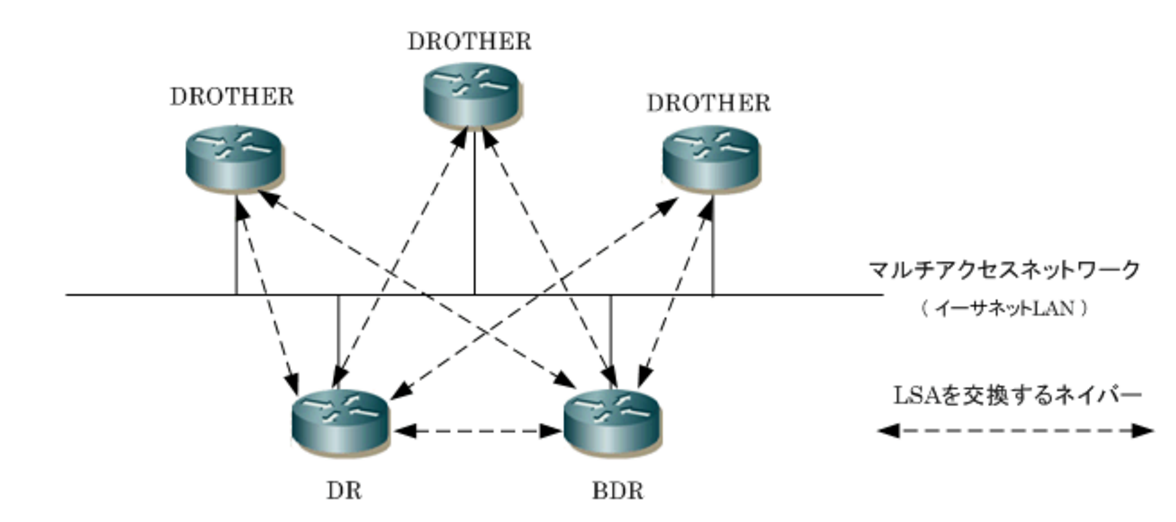 DROTHER
DROTHER
DROTHER
マルチアクセスネットワーク
( イーサネットLAN )
LSAを交換するネイバー
DR
BDR